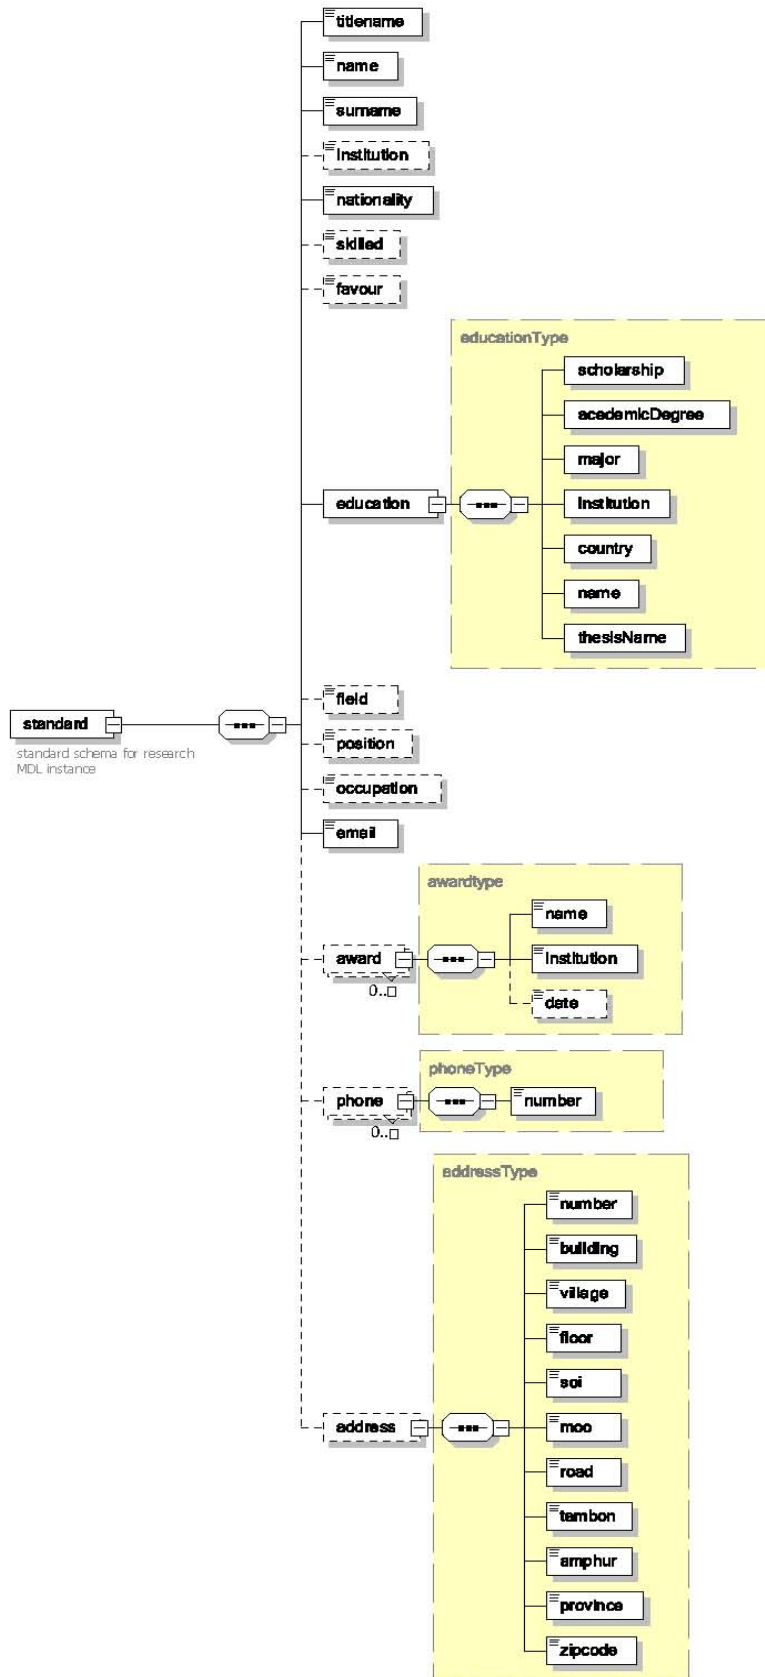 titlename
name
surname
institution
nationality
skilled
favour
educationType
scholarship
acedemicDegree
major
institution
education
country
name
thesisName
field
standard
position
standard schema for research
MDL instance
occupation
email
awardtype
name
award
institution
0..
date
phoneType
phone
number
0..
addressType
number
building
village
floor
soi
address
moo
road
tambon
amphur
province
zipcode